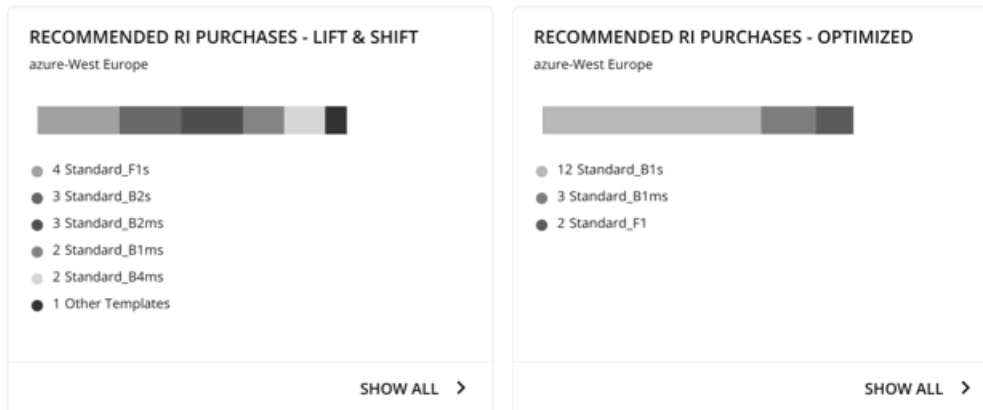 RECOMMENDED RI PURCHASES - LIFT & SHIFT
azure-West Europe
4 Standard_F1s
3 Standard_B2s
3 Standard_B2ms
2 Standard_B1ms
2 Standard_B4ms
1 Other Templates
SHOW ALL
RECOMMENDED RI PURCHASES - OPTIMIZED
azure-West Europe
12 Standard_B1s
3 Standard_B1ms
2 Standard_F1
SHOW ALL